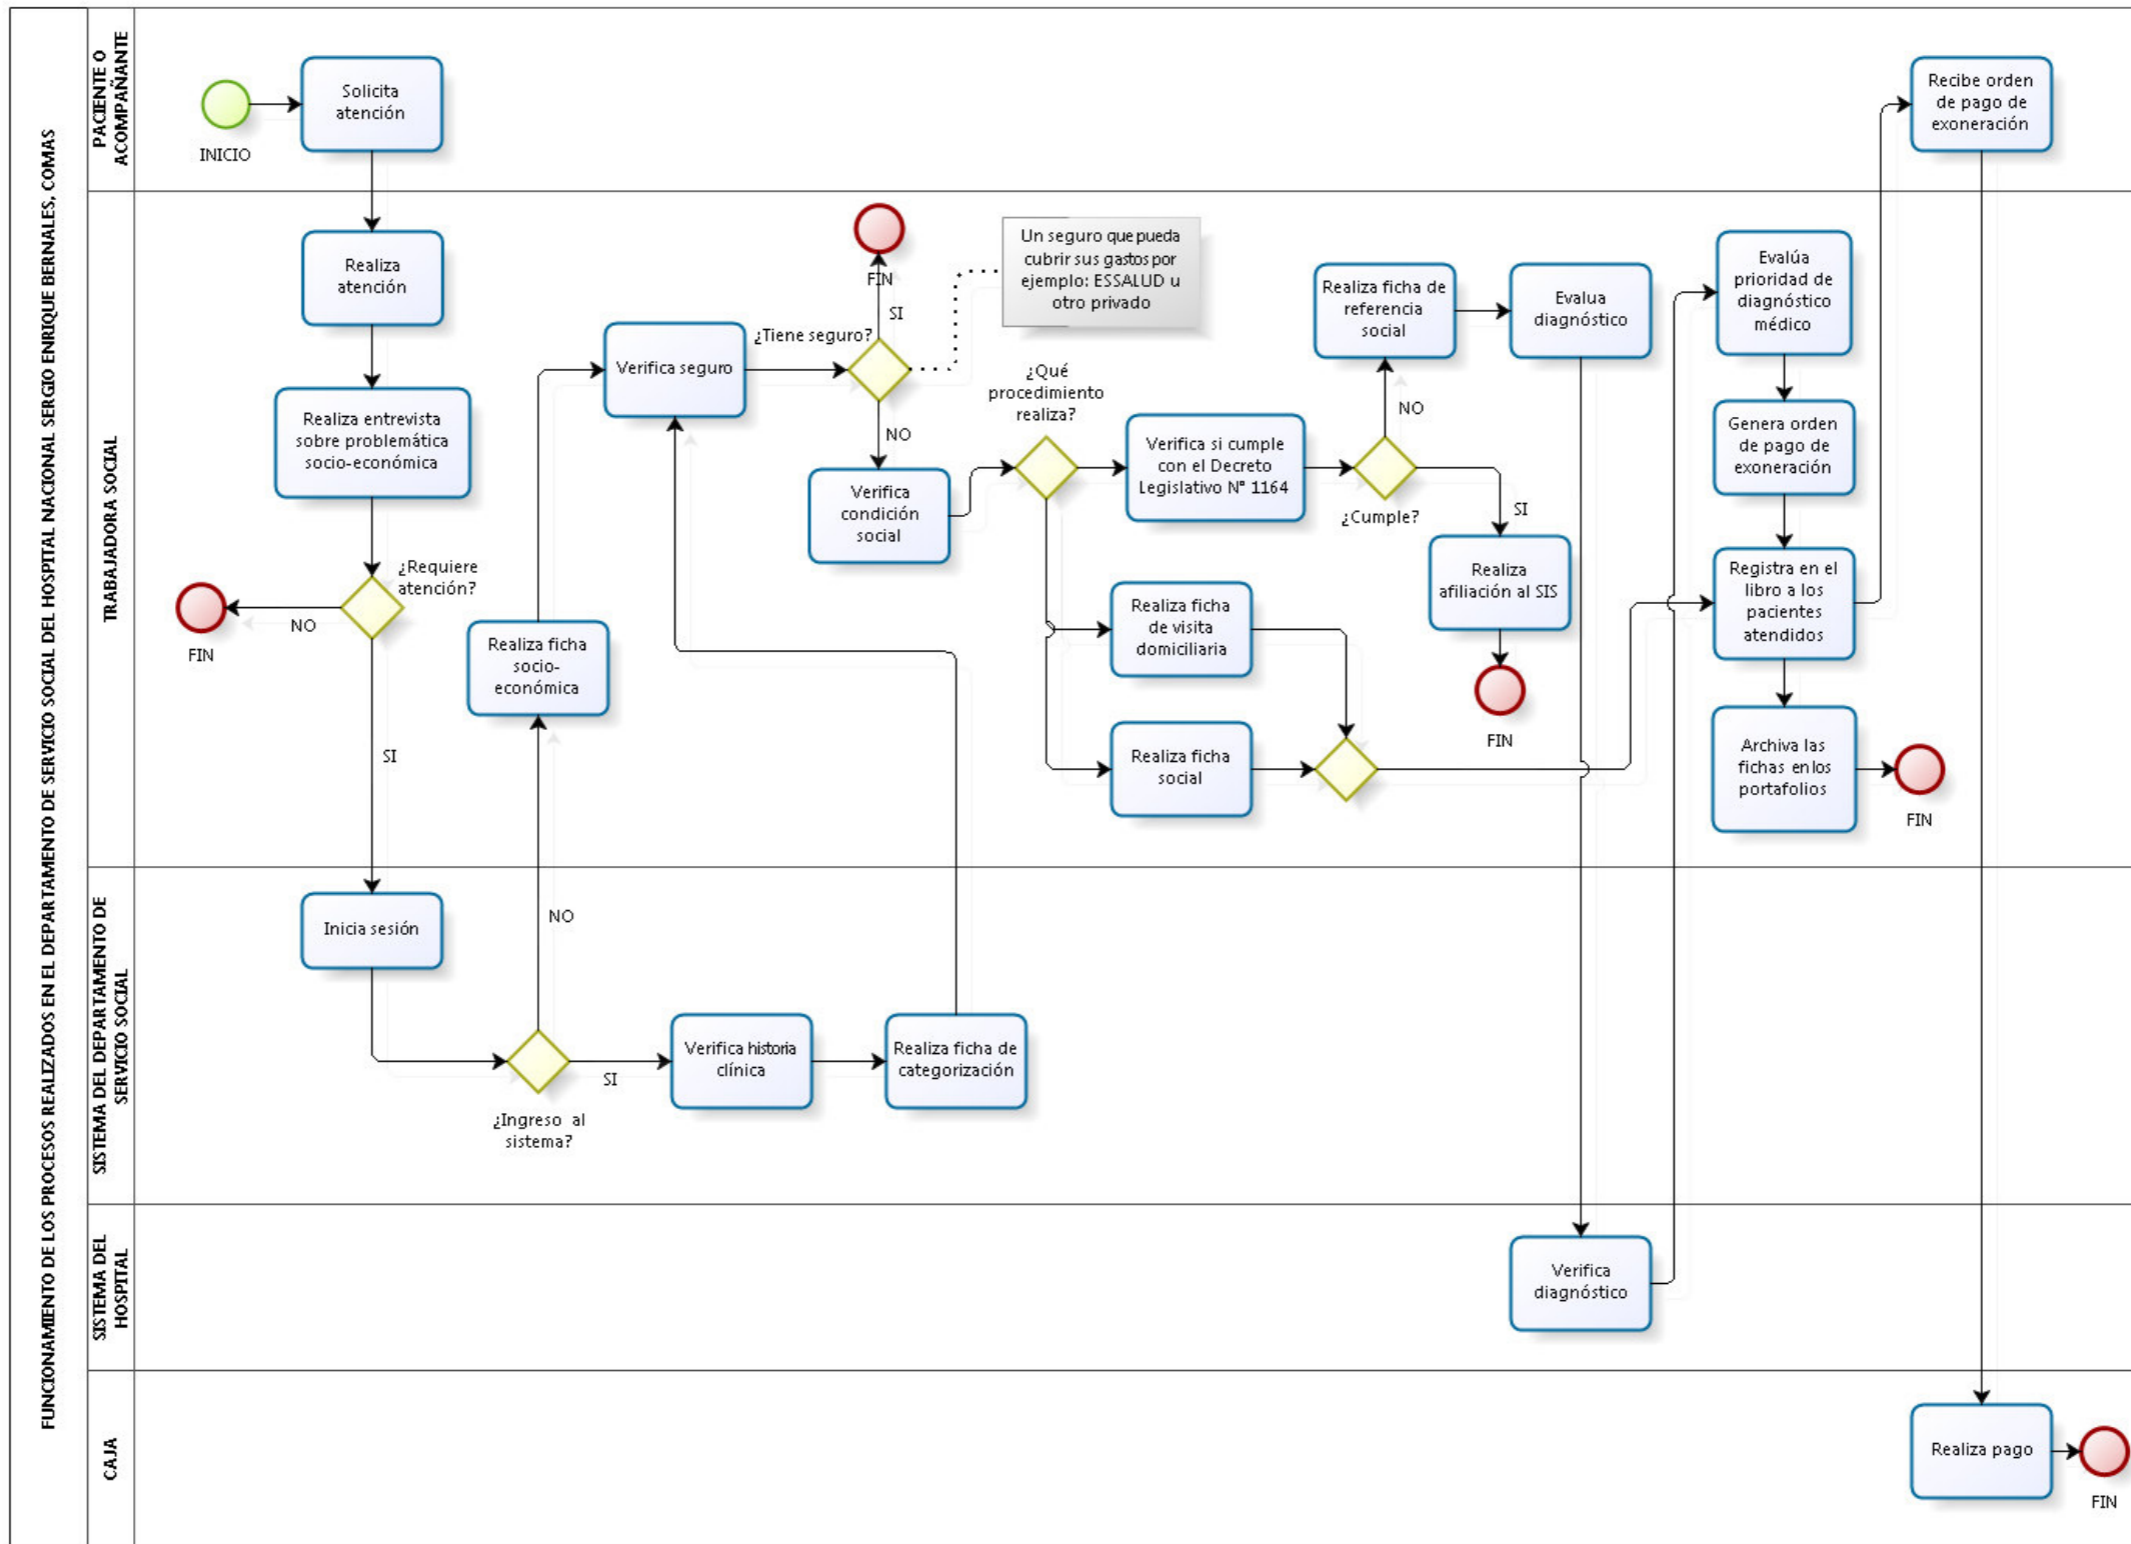 FUNCIONAMIENTO DE LOS PROCESOS REALIZADOS EN EL DEPARTAMENTO DE SERVICIO SOCIAL DEL HOSPITAL NACIONAL SERGIO ENRIQUE BERNALES, COMAS
PACIENTE O
ACOMPAÑANTE
INICIO
Solicita
atención
Recibe orden
de pago de
exoneración
TRABAJADORA SOCIAL
Realiza
atención
Realiza entrevista
sobre problemática
socio-económica
¿Requiere
atención?
NO
FIN
SI
Realiza ficha
socio-
económica
Verifica seguro
¿Tiene seguro?
FIN
SI
NO
Un seguro que pueda
cubrir sus gastos por
ejemplo: ESSALUD u
otro privado
Verifica
condición
social
¿Qué
procedimiento
realiza?
Verifica si cumple
con el Decreto
Legislativo N° 1164
¿Cumple?
NO
SI
Realiza ficha de
referencia
social
Evalua
diagnóstico
Realiza
afiliación al SIS
FIN
Realiza ficha
de visita
domiciliaria
Realiza ficha
social
Evalúa
prioridad de
diagnóstico
médico
Genera orden
de pago de
exoneración
Registra en el
libro a los
pacientes
atendidos
Archiva las
fichas en los
portafolios
FIN
SISTEMA DEL DEPARTAMENTO DE
SERVICIO SOCIAL
Inicia sesión
NO
SI
¿Ingreso al
sistema?
Verifica historia
clínica
Realiza ficha de
categorización
SISTEMA DEL
HOSPITAL
Verifica
diagnóstico
CAJA
Realiza pago
FIN